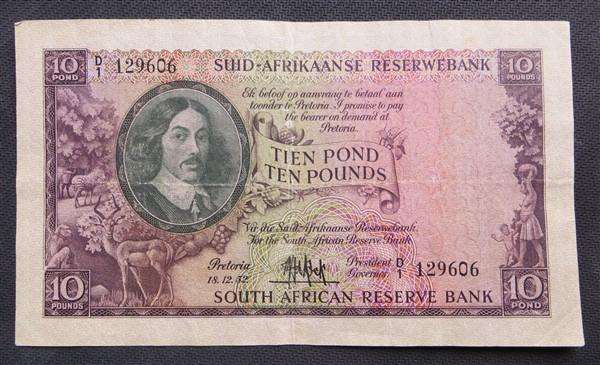 10 POND
D/1 129606
SUID-AFRIKAANSE RESERWEBANK
10 POUNDS
Ek beloof op aanvraag te betaal aan
toonder te Pretoria. I promise to pay
the bearer on demand at
Pretoria.
TIEN POND
TEN POUNDS
Vir die Suid-Afrikaanse Reserwebank.
For the South African Reserve Bank
Pretoria
18.12.52
President
Governor.
D/1 129606
10 POUNDS
SOUTH AFRICAN RESERVE BANK
10 POND